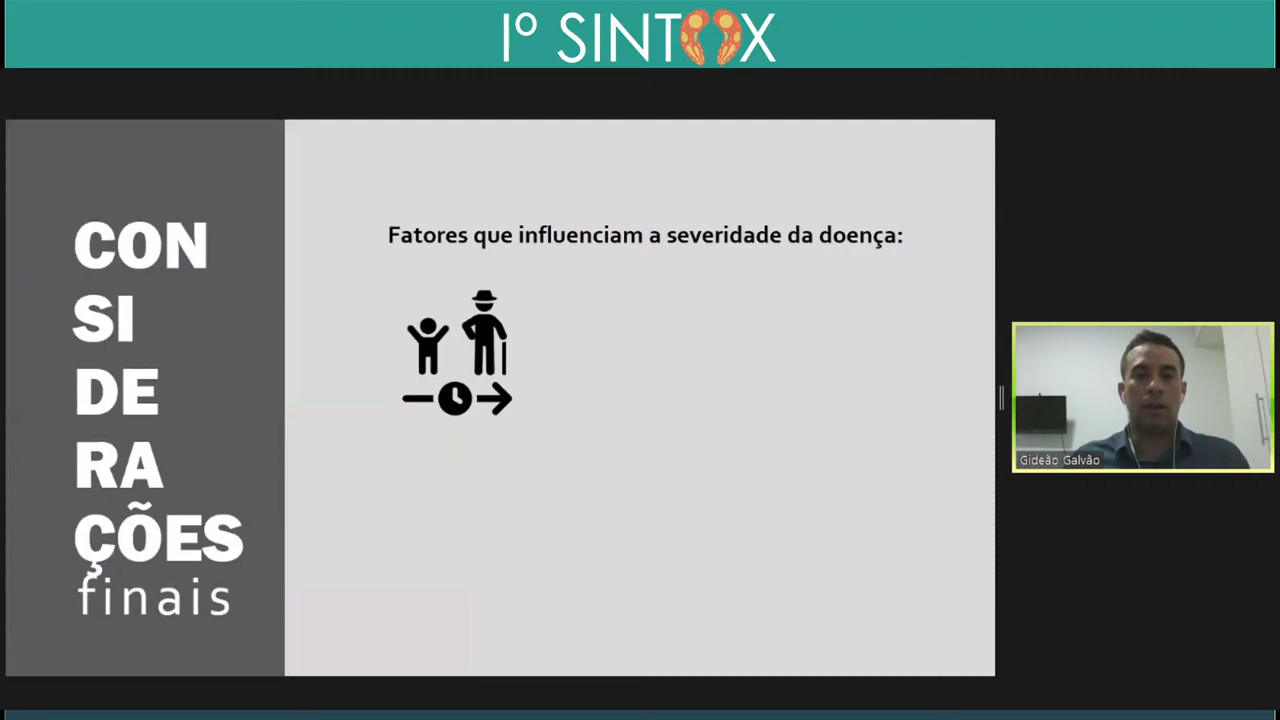 Iº SINTOX
CON
SI
DE
RA
ÇÕES
finais
Fatores que influenciam a severidade da doença:
Gideão Galvão